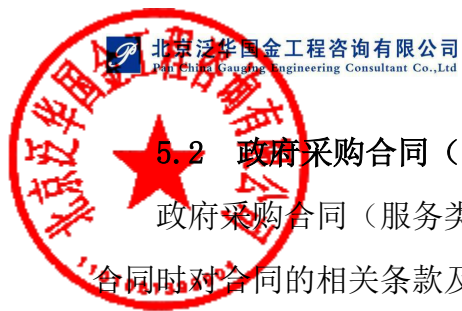 北京泛华国金工程咨询有限公司
Pan China Gauging Engineering Consultant Co.,Ltd
北京泛华国金工程咨询有限公司
5.2 政府采购合同（
政府采购合同（服务类
合同时对合同的相关条款及